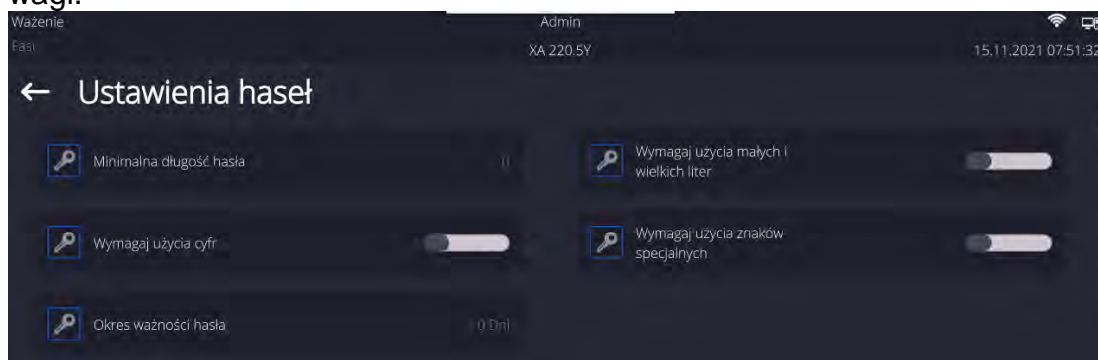 wagi.
Ważenie Admin
Fast XA 220.5Y 15.11.2021 07:51:32
← Ustawienia haseł
Minimalna długość hasła 0
Wymagaj użycia małych i
wielkich liter
Wymagaj użycia cyfr
Wymagaj użycia znaków
specjalnych
Okres ważności hasła 0 Dni